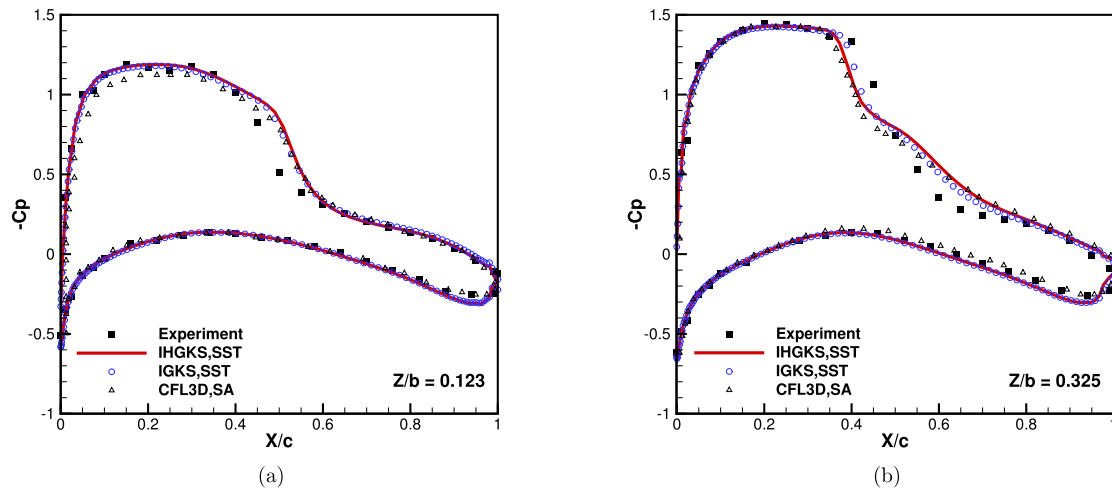 1.5
1
0.5
0
-0.5
-1
-Cp
Experiment
IHGKS,SST
IGKS,SST
CFL3D,SA
Z/b = 0.123
0 0.2 0.4 0.6 0.8 1
X/c
(a)
1.5
1
0.5
0
-0.5
-1
-Cp
Experiment
IHGKS,SST
IGKS,SST
CFL3D,SA
Z/b = 0.325
0 0.2 0.4 0.6 0.8 1
X/c
(b)